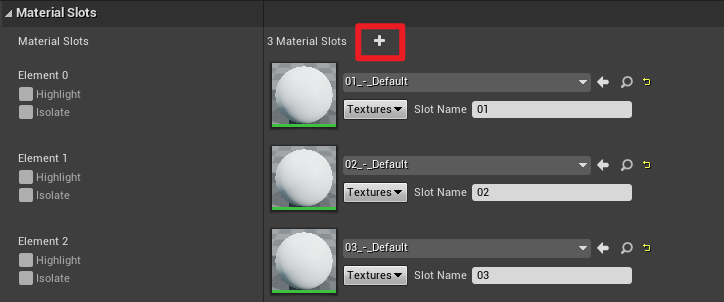 Material Slots
Material Slots 3 Material Slots
Element 0
Highlight
Isolate
01_-_Default
Textures Slot Name 01
Element 1
Highlight
Isolate
02_-_Default
Textures Slot Name 02
Element 2
Highlight
Isolate
03_-_Default
Textures Slot Name 03